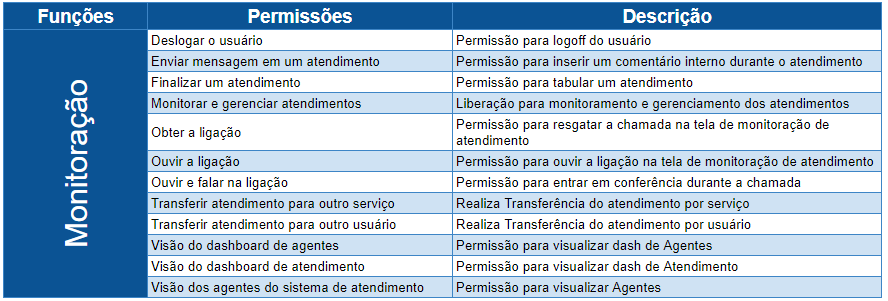 Funções Permissões Descrição
Monitoração
Deslogar o usuário Permissão para logoff do usuário
Enviar mensagem em um atendimento Permissão para inserir um comentário interno durante o atendimento
Finalizar um atendimento Permissão para tabular um atendimento
Monitorar e gerenciar atendimentos Liberação para monitoramento e gerenciamento dos atendimentos
Obter a ligação Permissão para resgatar a chamada na tela de monitoração de
atendimento
Ouvir a ligação Permissão para ouvir a ligação na tela de monitoração de atendimento
Ouvir e falar na ligação Permissão para entrar em conferência durante a chamada
Transferir atendimento para outro serviço Realiza Transferência do atendimento por serviço
Transferir atendimento para outro usuário Realiza Transferência do atendimento por usuário
Visão do dashboard de agentes Permissão para visualizar dash de Agentes
Visão do dashboard de atendimento Permissão para visualizar dash de Atendimento
Visão dos agentes do sistema de atendimento Permissão para visualizar Agentes